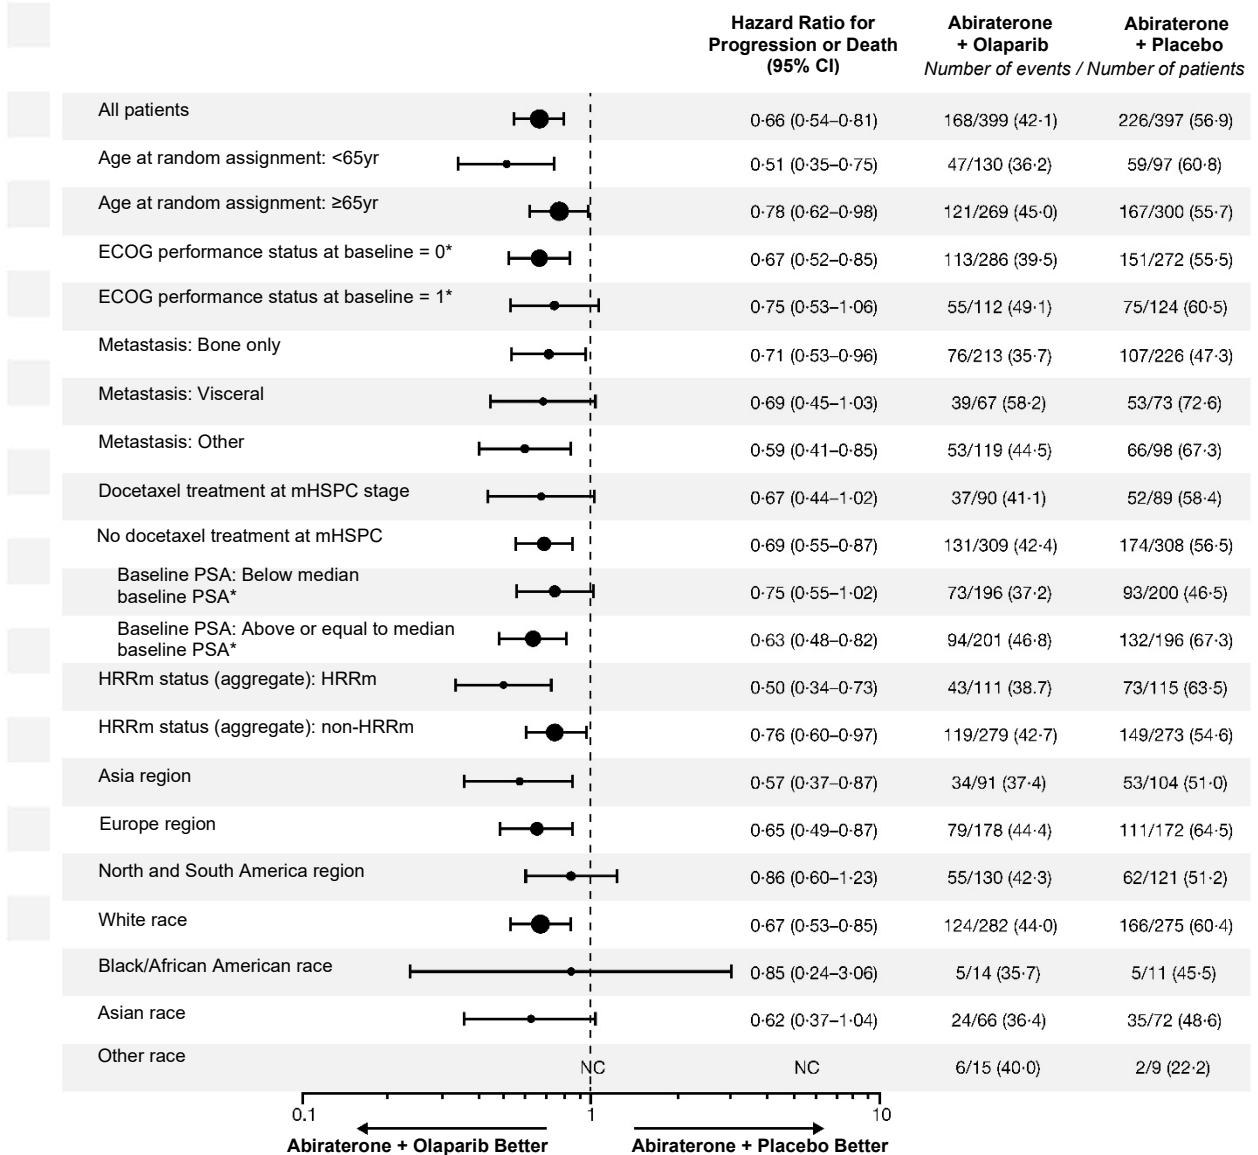 Hazard Ratio for Progression or Death (95% CI)
Abiraterone + Olaparib
Abiraterone + Placebo
Number of events / Number of patients
All patients 0·66 (0·54–0·81) 168/399 (42·1) 226/397 (56·9)
Age at random assignment: <65yr 0·51 (0·35–0·75) 47/130 (36·2) 59/97 (60·8)
Age at random assignment: ≥65yr 0·78 (0·62–0·98) 121/269 (45·0) 167/300 (55·7)
ECOG performance status at baseline = 0* 0·67 (0·52–0·85) 113/286 (39·5) 151/272 (55·5)
ECOG performance status at baseline = 1* 0·75 (0·53–1·06) 55/112 (49·1) 75/124 (60·5)
Metastasis: Bone only 0·71 (0·53–0·96) 76/213 (35·7) 107/226 (47·3)
Metastasis: Visceral 0·69 (0·45–1·03) 39/67 (58·2) 53/73 (72·6)
Metastasis: Other 0·59 (0·41–0·85) 53/119 (44·5) 66/98 (67·3)
Docetaxel treatment at mHSPC stage 0·67 (0·44–1·02) 37/90 (41·1) 52/89 (58·4)
No docetaxel treatment at mHSPC 0·69 (0·55–0·87) 131/309 (42·4) 174/308 (56·5)
Baseline PSA: Below median
baseline PSA* 0·75 (0·55–1·02) 73/196 (37·2) 93/200 (46·5)
Baseline PSA: Above or equal to median
baseline PSA* 0·63 (0·48–0·82) 94/201 (46·8) 132/196 (67·3)
HRRm status (aggregate): HRRm 0·50 (0·34–0·73) 43/111 (38.7) 73/115 (63·5)
HRRm status (aggregate): non-HRRm 0·76 (0·60–0·97) 119/279 (42·7) 149/273 (54·6)
Asia region 0·57 (0·37–0·87) 34/91 (37·4) 53/104 (51·0)
Europe region 0·65 (0·49–0·87) 79/178 (44·4) 111/172 (64·5)
North and South America region 0·86 (0·60–1·23) 55/130 (42·3) 62/121 (51·2)
White race 0·67 (0·53–0·85) 124/282 (44·0) 166/275 (60·4)
Black/African American race 0·85 (0·24–3·06) 5/14 (35·7) 5/11 (45·5)
Asian race 0·62 (0·37–1·04) 24/66 (36·4) 35/72 (48·6)
Other race NC NC 6/15 (40·0) 2/9 (22·2)
0.1 1 10
Abiraterone + Olaparib Better Abiraterone + Placebo Better